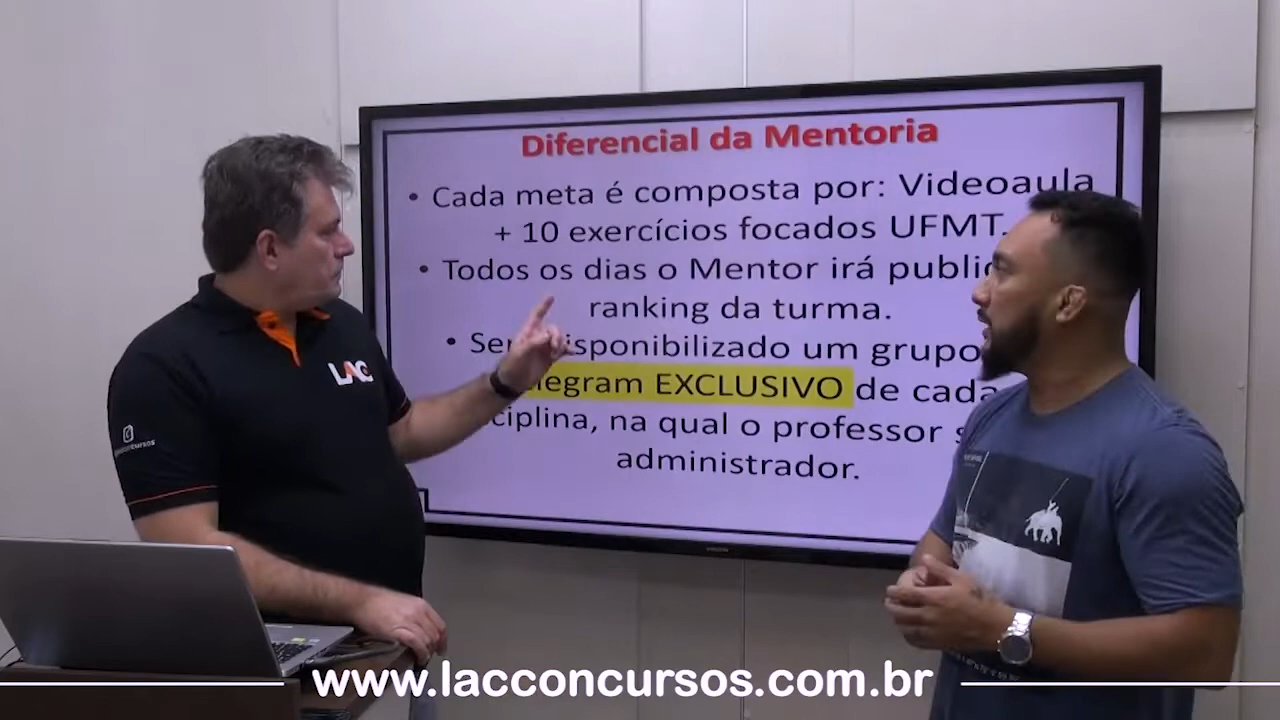 Diferencial da Mentoria
• Cada meta é composta por: Videoaula
+ 10 exercícios focados UFMT.
• Todos os dias o Mentor irá
ranking da turma.
• disponibilizado um grupo
EXCLUSIVO de cada
na qual o professor
administrador.
LAC
www.lacconcursos.com.br